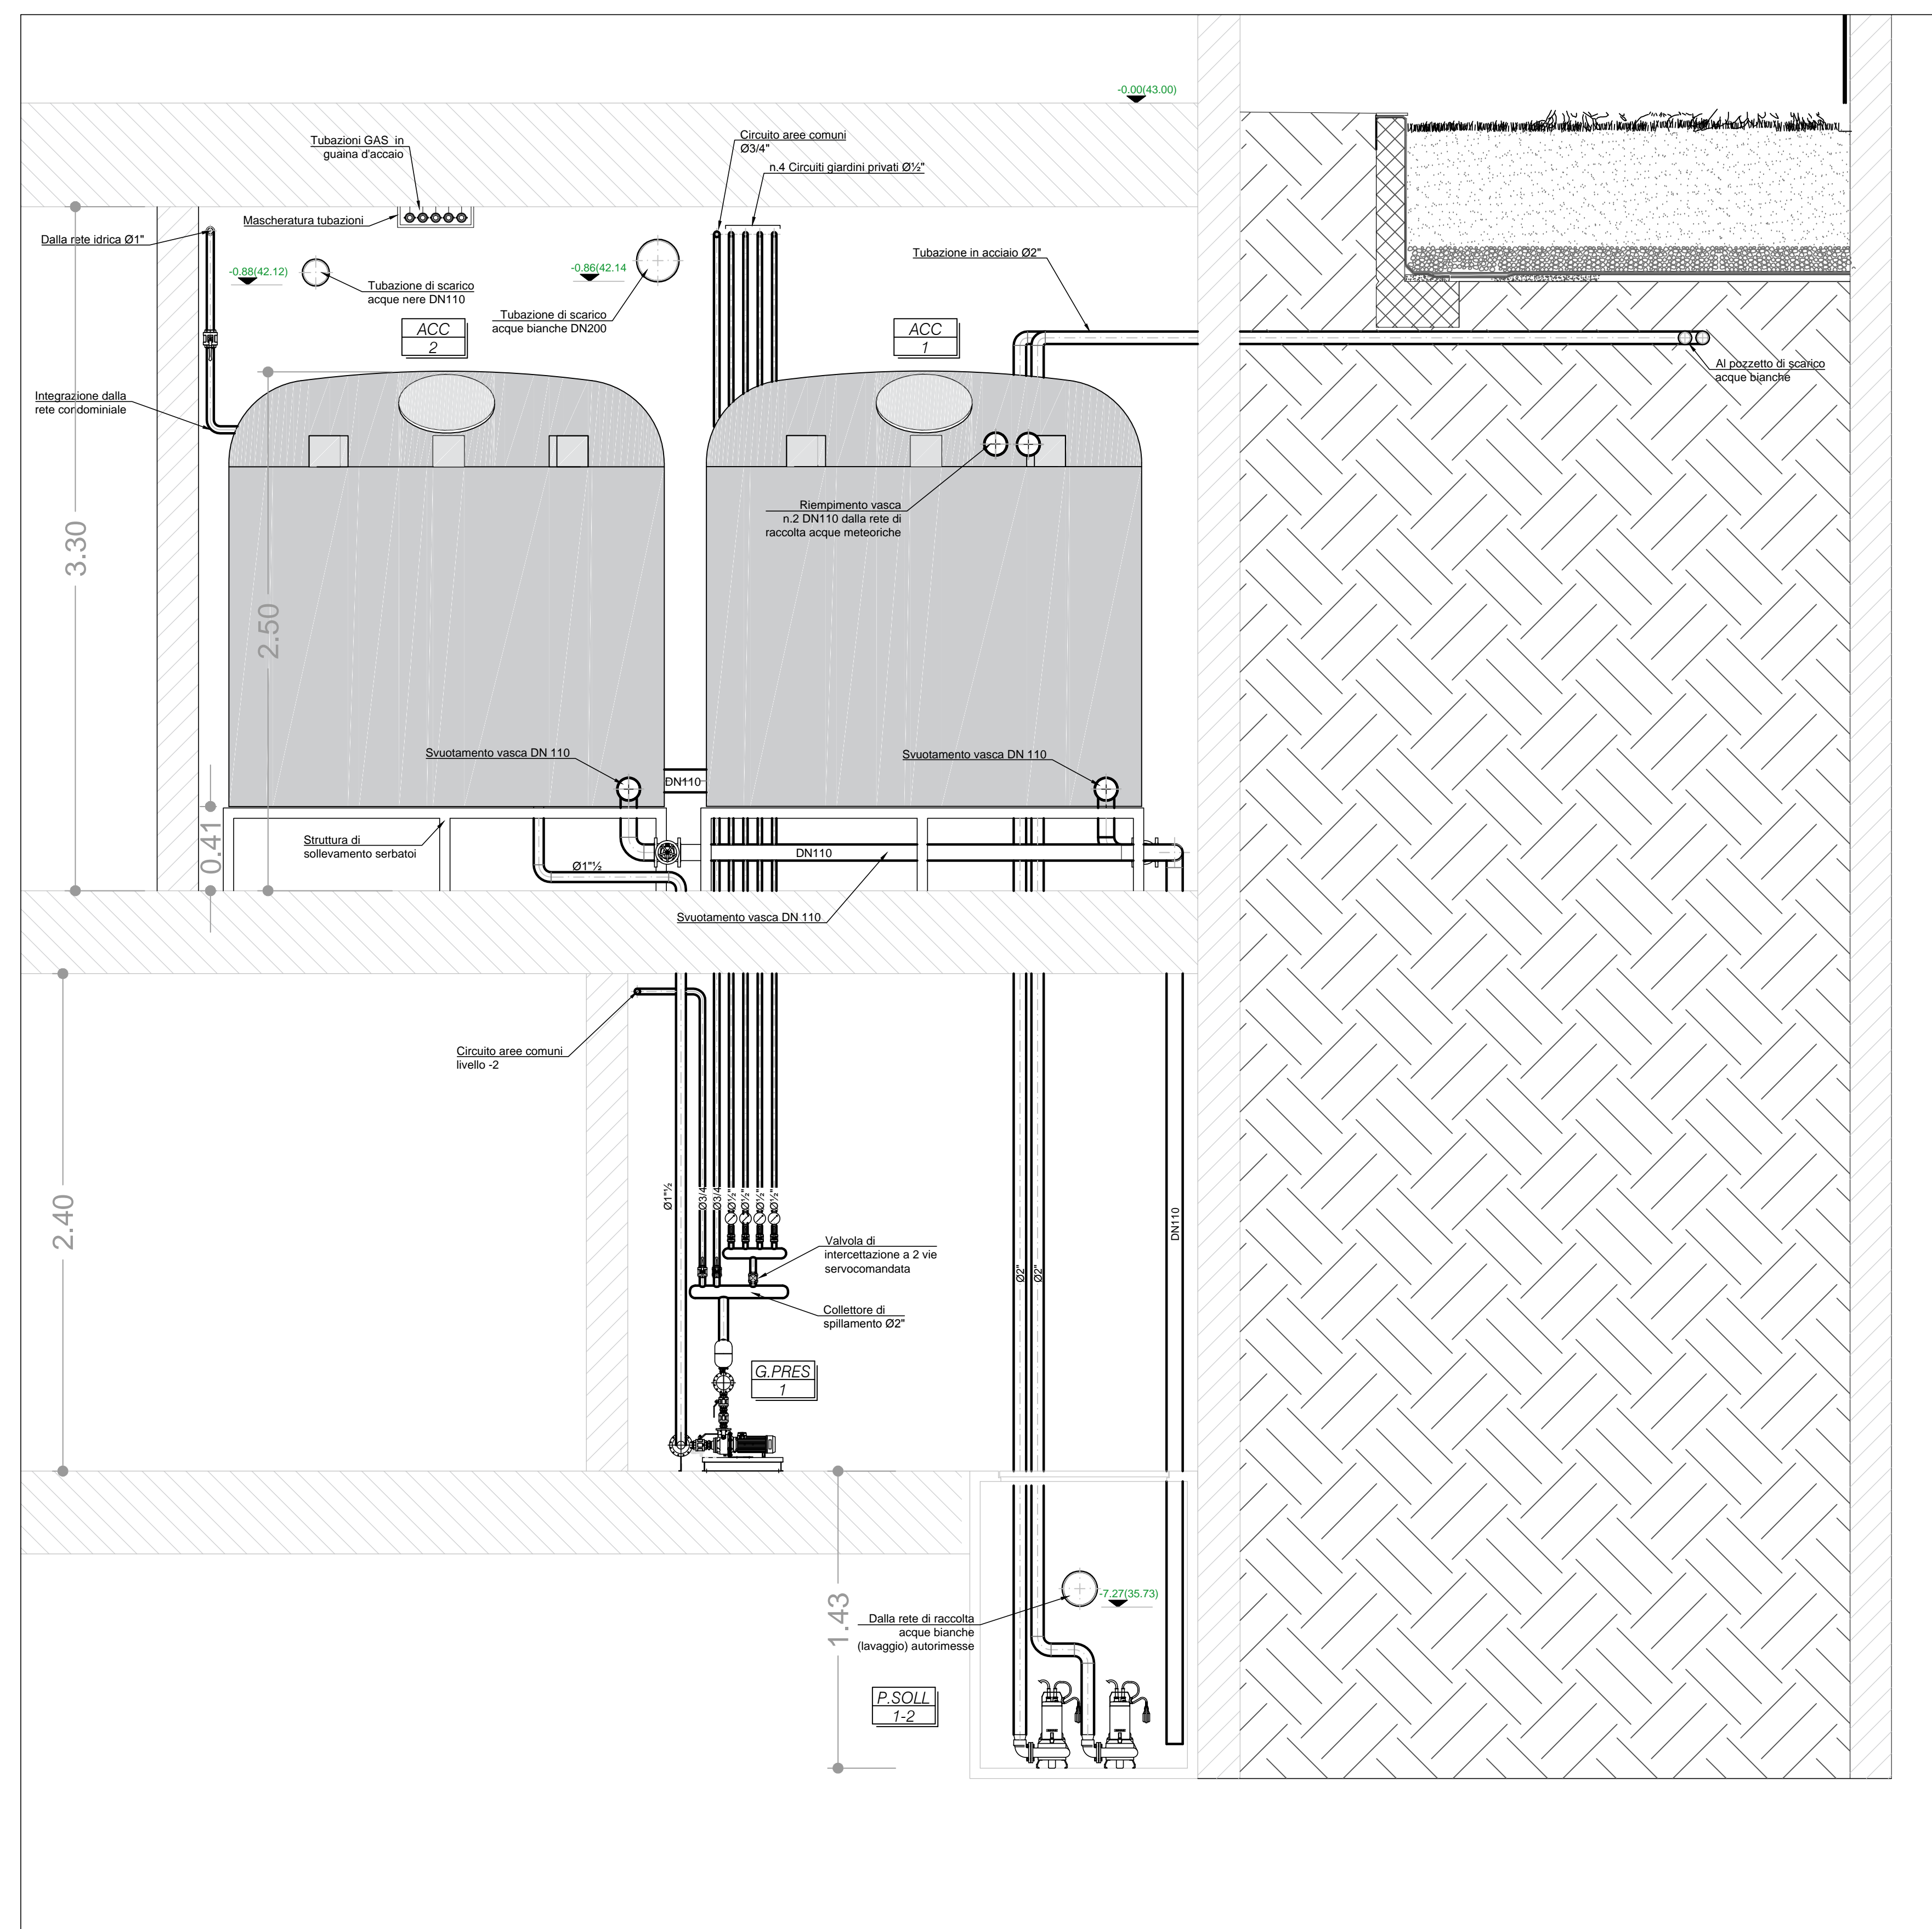 -0.00(43.00)
Tubazioni GAS  in
guaina d'accaio
Circuito aree comuni
Ø3/4"
n.4 Circuiti giardini privati Ø½"
Mascheratura tubazioni
Dalla rete idrica Ø1"
-0.88(42.12)
-0.86(42.14
Tubazione in acciaio Ø2"
Tubazione di scarico
acque nere DN110
Tubazione di scarico
acque bianche DN200
ACC
2
ACC
1
Al pozzetto di scarico
acque bianche
Integrazione dalla
rete condominiale
Riempimento vasca
n.2 DN110 dalla rete di
raccolta acque meteoriche
3.30
2.50
Svuotamento vasca DN 110
DN110
Svuotamento vasca DN 110
0.41
Struttura di
sollevamento serbatoi
Ø1"½
DN110
Svuotamento vasca DN 110
Circuito aree comuni
livello -2
2.40
Ø1"½
Ø3/4
Ø3/4
Ø½"
Ø½"
Ø½"
Ø½"
DN110
Valvola di
intercettazione a 2 vie
servocomandata
Ø2"
Ø2"
Collettore di
spillamento Ø2"
G.PRES
1
1.43
-7.27(35.73)
Dalla rete di raccolta
acque bianche
(lavaggio) autorimesse
P.SOLL
1-2